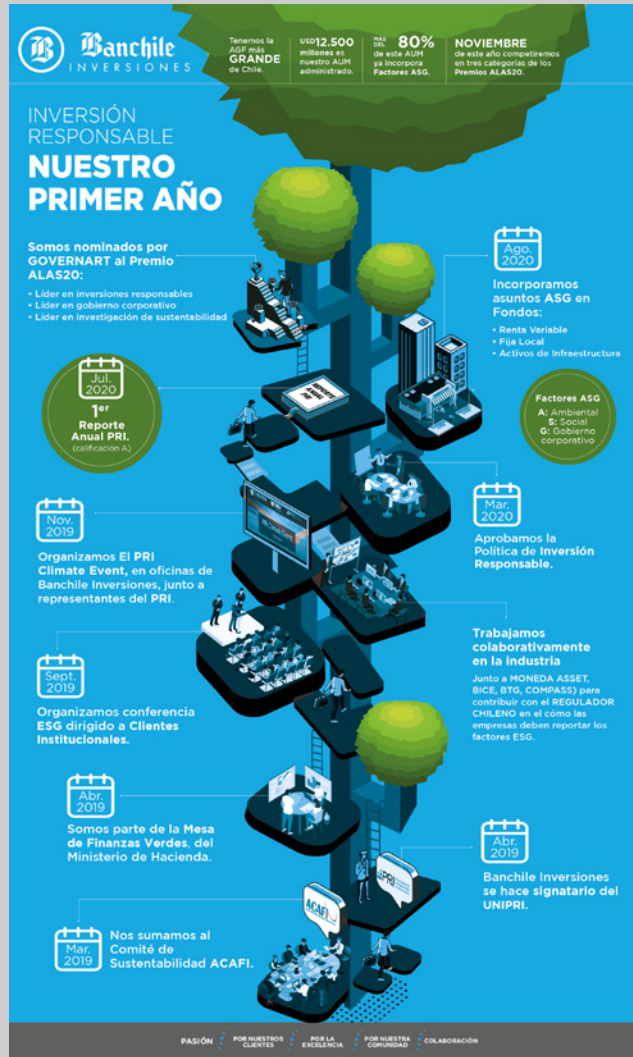 Banchile
INVERSIONES
Tenemos la
AGF más
GRANDE
de Chile.
USD12.500
millones es
nuestro AUM
administrado.
MÁS
DEL 80%
de este AUM
ya incorpora
Factores ASG.
NOVIEMBRE
de este año competiremos
en tres categorías de los
Premios ALAS20.
INVERSIÓN
RESPONSABLE
NUESTRO
PRIMER AÑO
Somos nominados por
GOVERNART al Premio
ALAS20:
• Líder en inversiones responsables
• Líder en gobierno corporativo
• Líder en investigación de sustentabilidad
Ago.
2020
Incorporamos
asuntos ASG en
Fondos:
• Renta Variable
• Fija Local
• Activos de Infraestructura
Jul.
2020
1er
Reporte
Anual PRI.
(calificación A)
REPORTE
ANUAL
PRI
Factores ASG
A: Ambiental
S: Social
G: Gobierno
corporativo
Mar.
2020
Aprobamos la
Política de Inversión
Responsable.
Nov.
2019
Organizamos El PRI
Climate Event, en oficinas de
Banchile Inversiones, junto a
representantes del PRI.
Trabajamos
colaborativamente
en la industria
Junto a MONEDA ASSET,
BICE, BTG, COMPASS) para
contribuir con el REGULADOR
CHILENO en el cómo las
empresas deben reportar los
factores ESG.
Sept.
2019
Organizamos conferencia
ESG dirigido a Clientes
Institucionales.
Abr.
2019
Somos parte de la Mesa
de Finanzas Verdes, del
Ministerio de Hacienda.
Abr.
2019
Banchile Inversiones
se hace signatario del
UNIPRI.
PRI
ACAFI
Mar.
2019
Nos sumamos al
Comité de
Sustentabilidad ACAFI.
PASIÓN
POR NUESTROS
CLIENTES
POR LA
EXCELENCIA
POR NUESTRA
COMUNIDAD
COLABORACIÓN